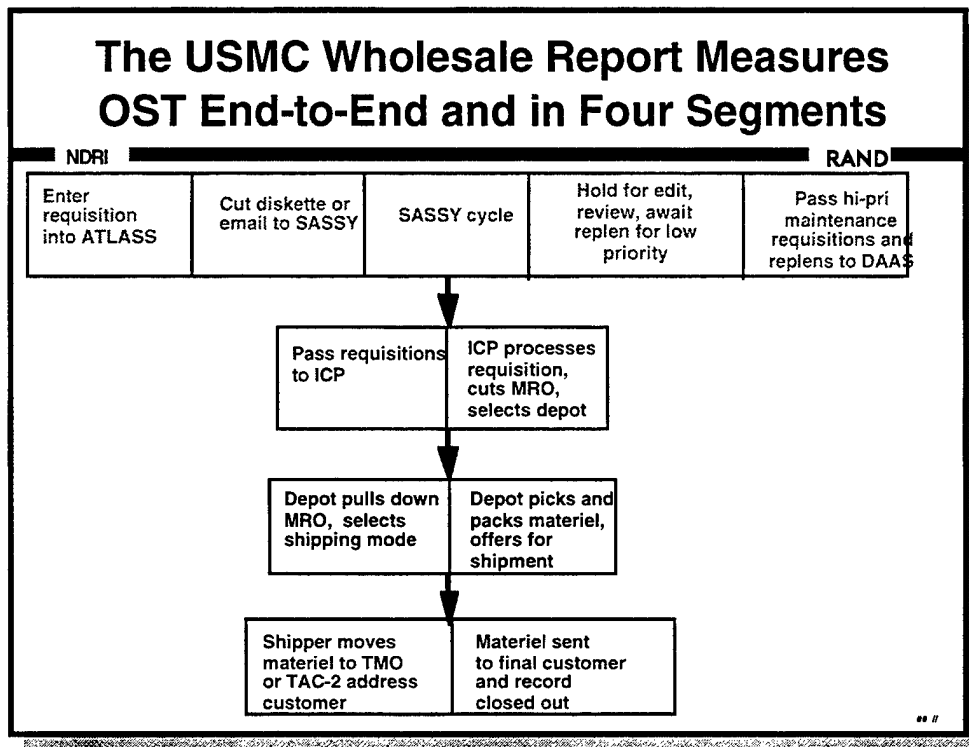 The USMC Wholesale Report Measures
OST End-to-End and in Four Segments
NDRI
RAND
Enter
requisition
into ATLASS
Cut diskette or
email to SASSY
SASSY cycle
Hold for edit,
review, await
replen for low
priority
Pass hi-pri
maintenance
requisitions and
replens to DAAS
Pass requisitions
to ICP
ICP processes
requisition,
cuts MRO,
selects depot
Depot pulls down
MRO, selects
shipping mode
Depot picks and
packs materiel,
offers for
shipment
Shipper moves
materiel to TMO
or TAC-2 address
customer
Materiel sent
to final customer
and record
closed out